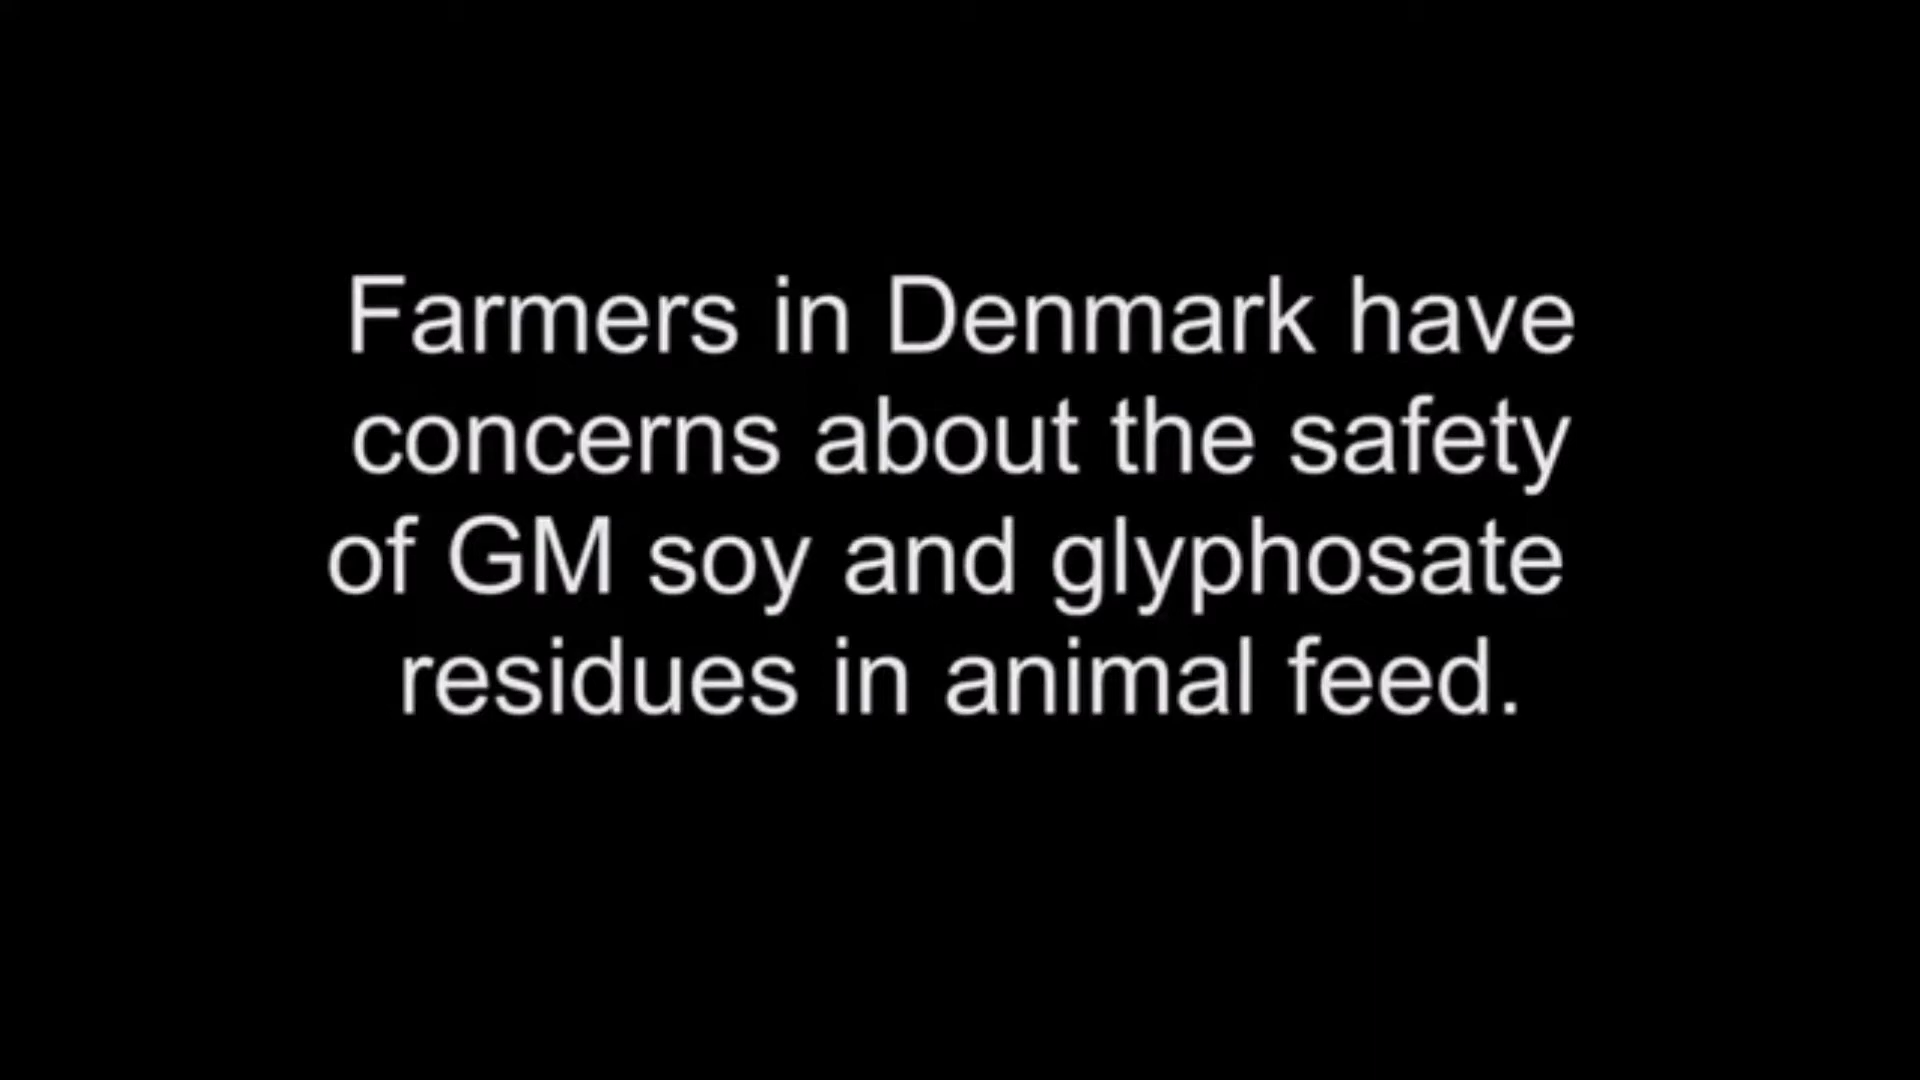 Farmers in Denmark have
concerns about the safety
of GM soy and glyphosate
residues in animal feed.